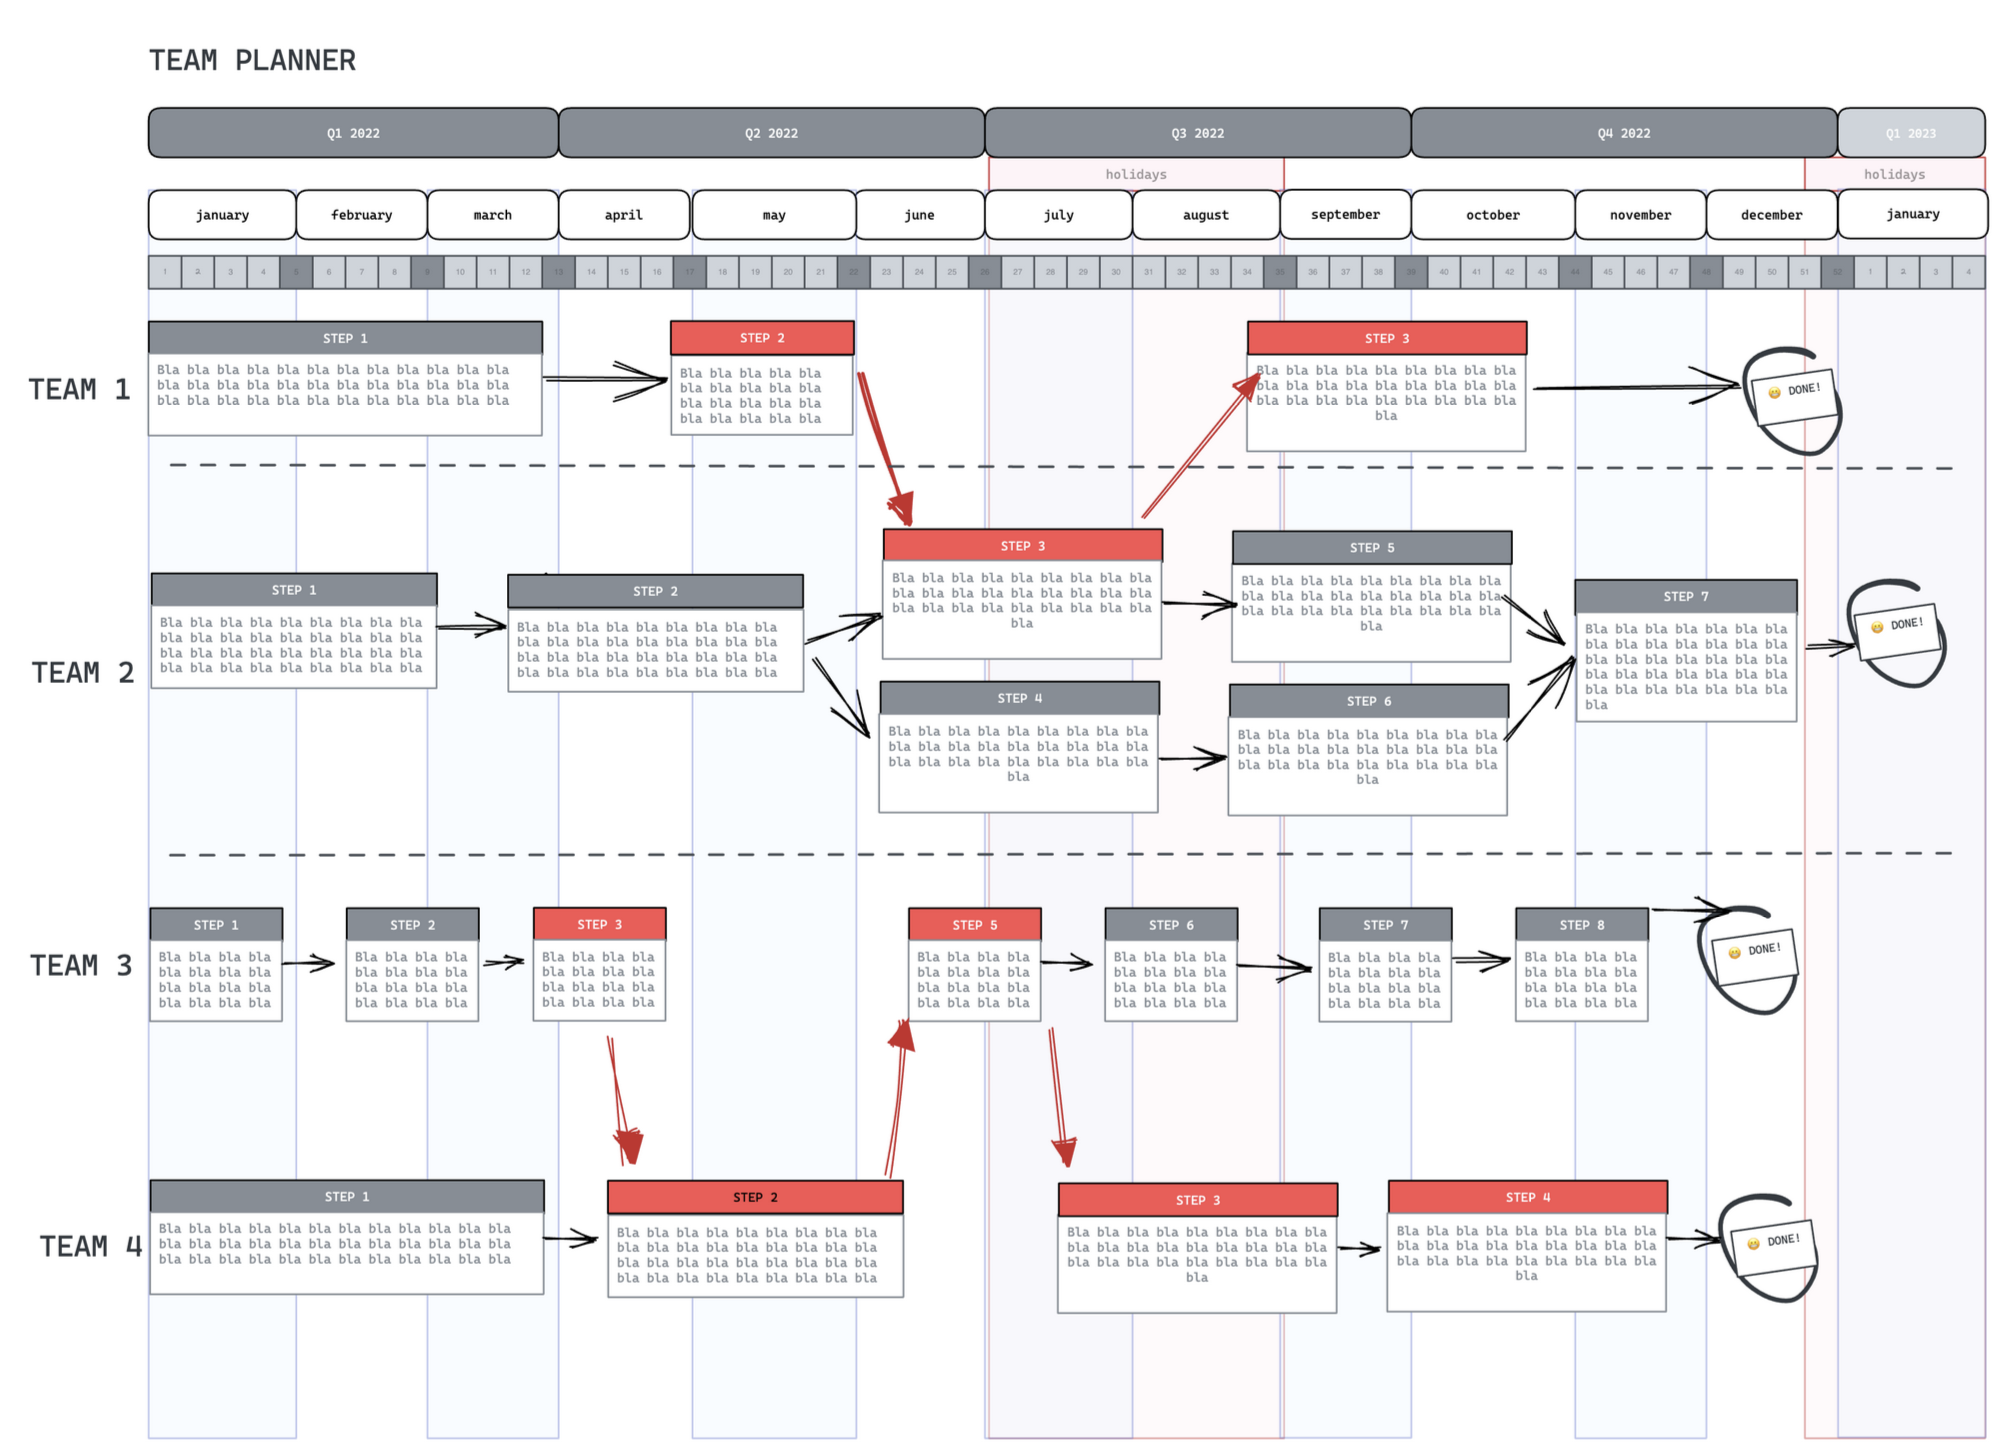 TEAM PLANNER
Q1 2022 Q2 2022 Q3 2022 Q4 2022 Q1 2023
holidays holidays
january february march april may june july august september october november december january
1 2 3 4 5 6 7 8 9 10 11 12 13 14 15 16 17 18 19 20 21 22 23 24 25 26 27 28 29 30 31 32 33 34 35 36 37 38 39 40 41 42 43 44 45 46 47 48 49 50 51 52 1 2 3 4
TEAM 1
STEP 1
Bla bla bla bla bla bla bla bla bla bla bla bla
bla bla bla bla bla bla bla bla bla bla bla bla
bla bla bla bla bla bla bla bla bla bla bla bla
STEP 2
Bla bla bla bla bla
bla bla bla bla bla
bla bla bla bla bla
bla bla bla bla bla
STEP 3
Bla bla bla bla bla bla bla bla bla
bla bla bla bla bla bla bla bla bla
bla bla bla bla bla bla bla bla bla
bla
😀 DONE!
TEAM 2
STEP 1
Bla bla bla bla bla bla bla bla bla
bla bla bla bla bla bla bla bla bla
bla bla bla bla bla bla bla bla bla
bla bla bla bla bla bla bla bla bla
STEP 2
Bla bla bla bla bla bla bla bla bla
bla bla bla bla bla bla bla bla bla
bla bla bla bla bla bla bla bla bla
bla bla bla bla bla bla bla bla bla
STEP 3
Bla bla bla bla bla bla bla bla bla
bla bla bla bla bla bla bla bla bla
bla bla bla bla bla bla bla bla bla
bla
STEP 4
Bla bla bla bla bla bla bla bla bla
bla bla bla bla bla bla bla bla bla
bla bla bla bla bla bla bla bla bla
bla
STEP 5
Bla bla bla bla bla bla bla bla bla
bla bla bla bla bla bla bla bla bla
bla bla bla bla bla bla bla bla bla
bla
STEP 6
Bla bla bla bla bla bla bla bla bla
bla bla bla bla bla bla bla bla bla
bla bla bla bla bla bla bla bla bla
bla
STEP 7
Bla bla bla bla bla bla bla
bla bla bla bla bla bla bla
bla bla bla bla bla bla bla
bla bla bla bla bla bla bla
bla bla bla bla bla bla bla
bla
😀 DONE!
TEAM 3
STEP 1
Bla bla bla bla
bla bla bla bla
bla bla bla bla
bla bla bla bla
STEP 2
Bla bla bla bla
bla bla bla bla
bla bla bla bla
bla bla bla bla
STEP 3
Bla bla bla bla
bla bla bla bla
bla bla bla bla
bla bla bla bla
STEP 5
Bla bla bla bla
bla bla bla bla
bla bla bla bla
bla bla bla bla
STEP 6
Bla bla bla bla
bla bla bla bla
bla bla bla bla
bla bla bla bla
STEP 7
Bla bla bla bla
bla bla bla bla
bla bla bla bla
bla bla bla bla
STEP 8
Bla bla bla bla
bla bla bla bla
bla bla bla bla
bla bla bla bla
😀 DONE!
TEAM 4
STEP 1
Bla bla bla bla bla bla bla bla bla bla bla bla
bla bla bla bla bla bla bla bla bla bla bla bla
bla bla bla bla bla bla bla bla bla bla bla bla
STEP 2
Bla bla bla bla bla bla bla bla bla
bla bla bla bla bla bla bla bla bla
bla bla bla bla bla bla bla bla bla
bla bla bla bla bla bla bla bla bla
STEP 3
Bla bla bla bla bla bla bla bla bla
bla bla bla bla bla bla bla bla bla
bla bla bla bla bla bla bla bla bla
bla
STEP 4
Bla bla bla bla bla bla bla bla bla
bla bla bla bla bla bla bla bla bla
bla bla bla bla bla bla bla bla bla
bla
😀 DONE!